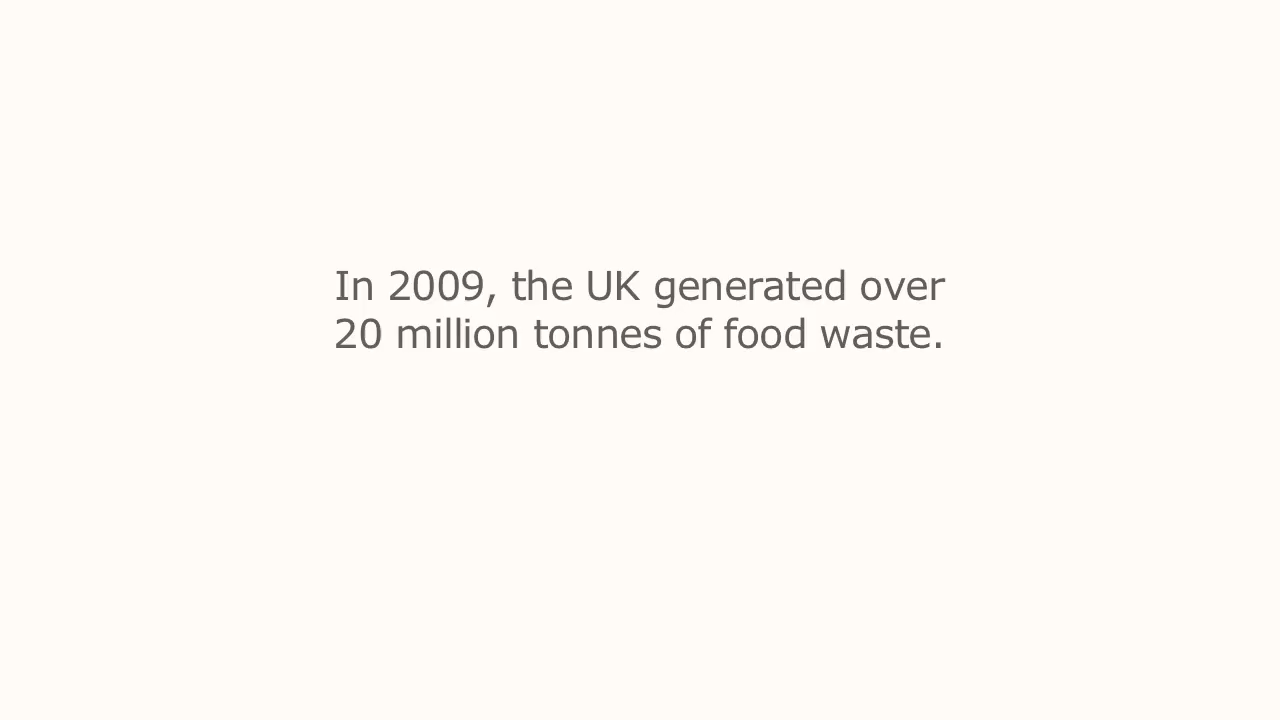 In 2009, the UK generated over
20 million tonnes of food waste.